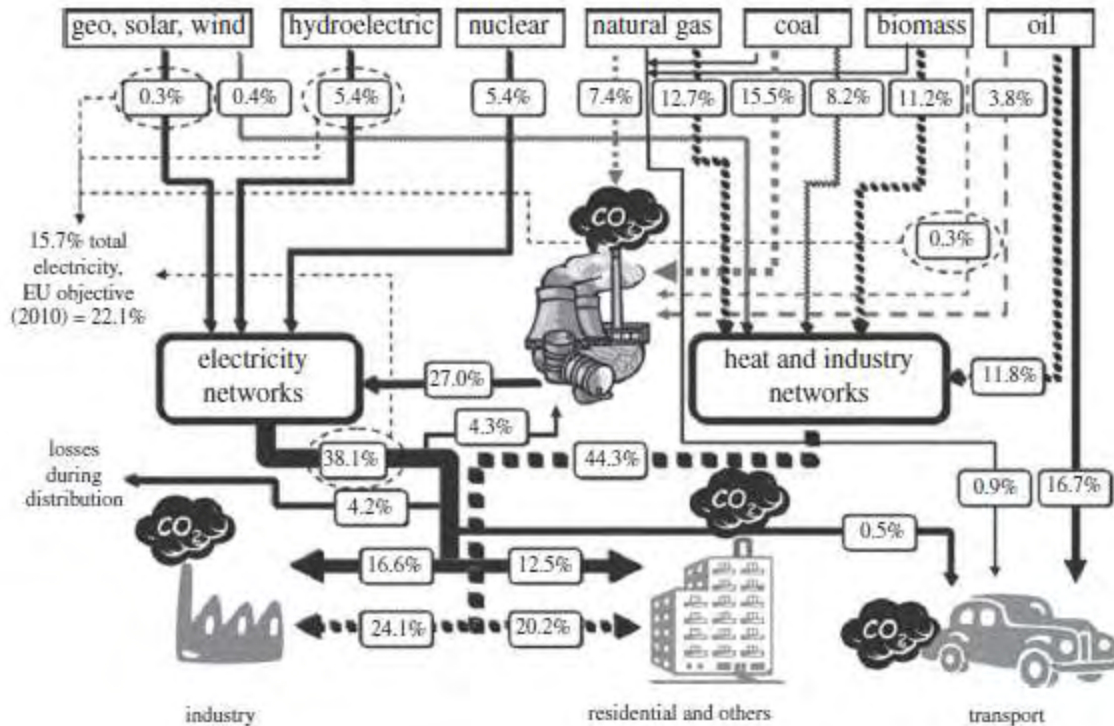 geo, solar, wind
hydroelectric
nuclear
natural gas
coal
biomass
oil
0.3%
0.4%
5.4%
5.4%
7.4%
12.7%
15.5%
8.2%
11.2%
3.8%
CO2
0.3%
15.7% total
electricity,
EU objective
(2010) = 22.1%
electricity
networks
27.0%
heat and industry
networks
11.8%
4.3%
38.1%
44.3%
losses
during
distribution
4.2%
CO2
CO2
0.9%
16.7%
0.5%
16.6%
12.5%
24.1%
20.2%
CO2
industry
residential and others
transport